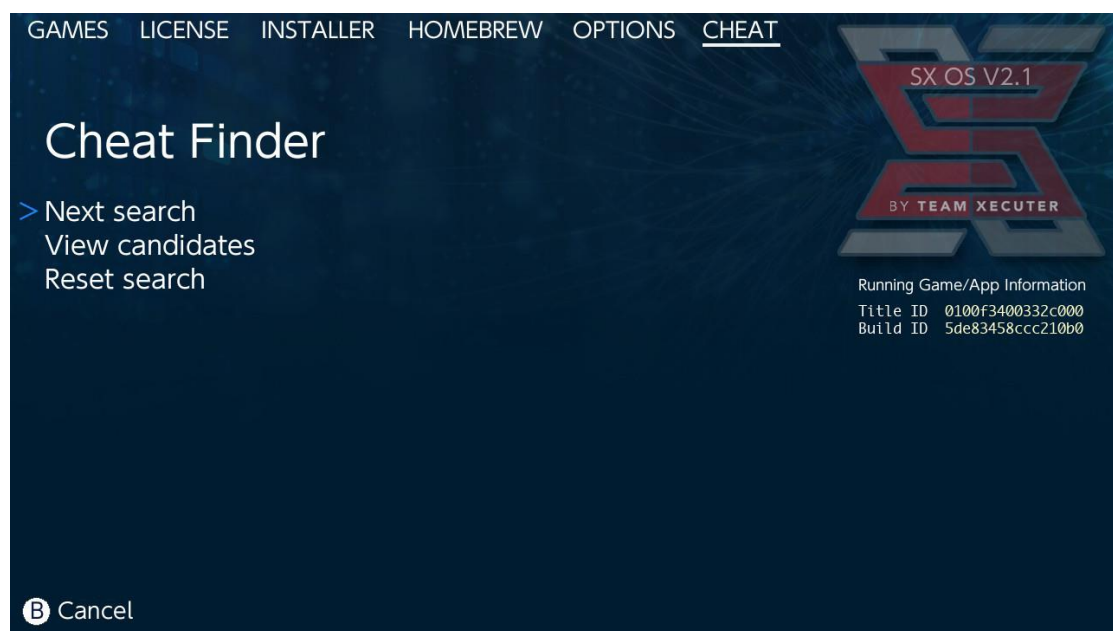 GAMES LICENSE INSTALLER HOMEBREW OPTIONS CHEAT
SX OS V2.1
BY TEAM XECUTER
Cheat Finder
> Next search
View candidates
Reset search
Running Game/App Information
Title ID 0100f3400332c000
Build ID 5de83458ccc210b0
B Cancel